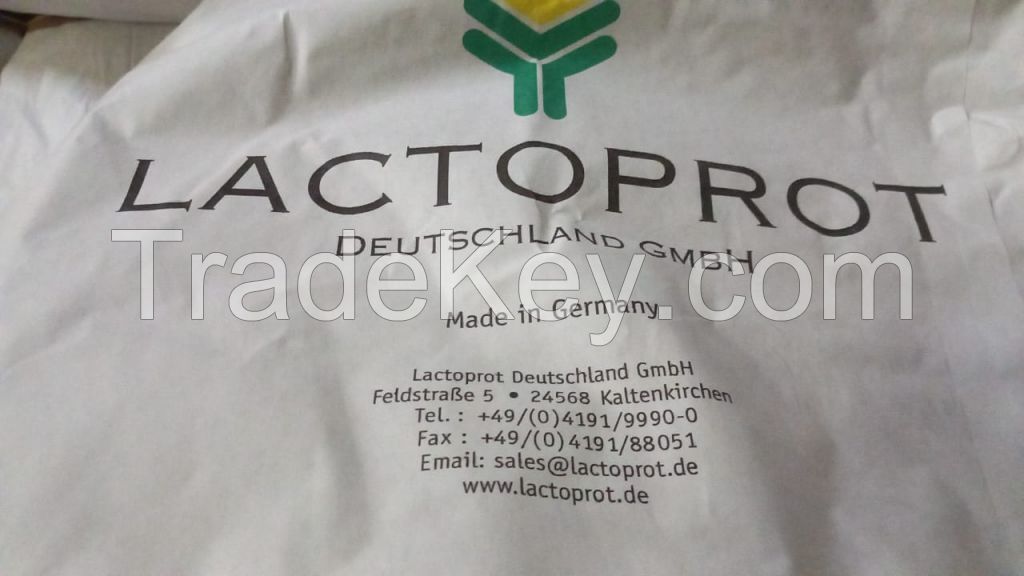 LACTOPROT
DEUTSCHLAND GMBH
TradeKey.com
Made in Germany
Lactoprot Deutschland GmbH
Feldstraße 5 • 24568 Kaltenkirchen
Tel. : +49/(0)4191/9990-0
Fax : +49/(0)4191/88051
Email: sales@lactoprot.de
www.lactoprot.de